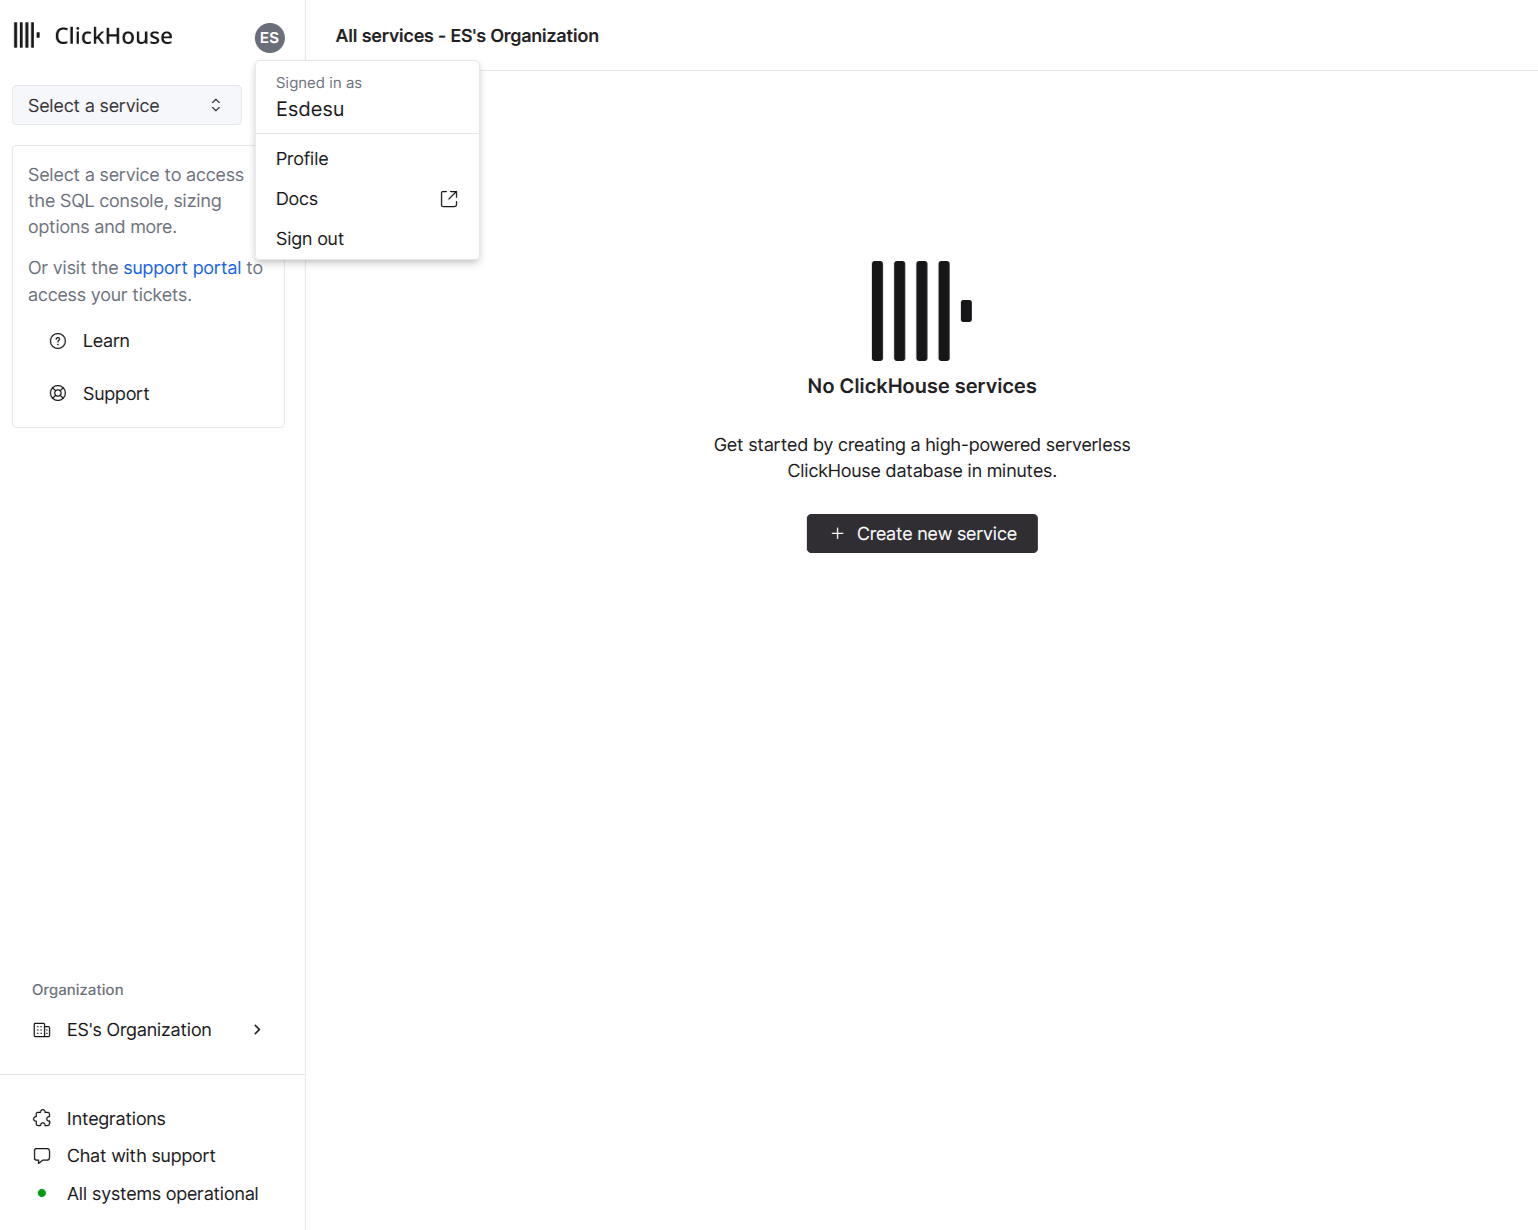 ClickHouse
ES
All services - ES's Organization
Select a service
Signed in as
Esdesu
Profile
Docs
Sign out
Select a service to access
the SQL console, sizing
options and more.
Or visit the support portal to
access your tickets.
Learn
Support
No ClickHouse services
Get started by creating a high-powered serverless
ClickHouse database in minutes.
Create new service
Organization
ES's Organization
Integrations
Chat with support
All systems operational